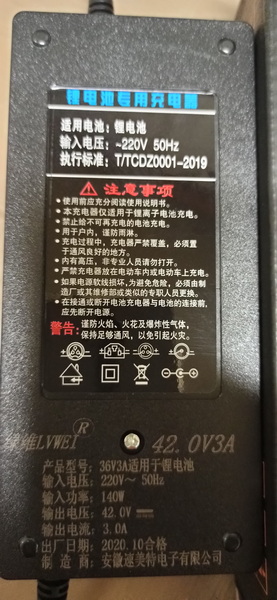 锂电池专用充电器
适用电池：锂电池
输入电压：~220V 50Hz
执行标准：T/TCDZ0001-2019
注意事项
• 使用前应充分阅读使用说明书。
• 本充电器仅适用于锂离子电池充电。
• 禁止给不可再充电的电池充电。
• 用于户内，谨防雨淋。
• 充电过程中，充电器严禁覆盖，必须置
于通风良好的地方。
• 内有高压，非专业人员请勿打开。
• 严禁充电器放在电动车内或电动车上充电。
• 如果电源软线损坏,为避免危险，必须由制
造厂或其维修部或类似的专职人员更换。
• 在接通或断开电池充电器与电池的连接前，
应先断开电源。
警告：谨防火焰、火花及爆炸性气体，
保持足够通风，以免引起火灾。
绿维LVWEI®
42.0V3A
产品型号：36V3A适用于锂电池
输入电压：220V～ 50Hz
输入功率：140W
输出电压：42.0V
输出电流：3.0A
出厂日期：2020.10合格
制 造 商：安徽速美特电子有限公司